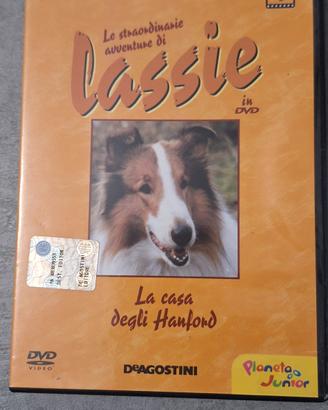 Le straordinarie
avventure di
lassie
in
DVD
La casa
degli Hanford
DVD
VIDEO
DeAGOSTINI
Planeta
Junior